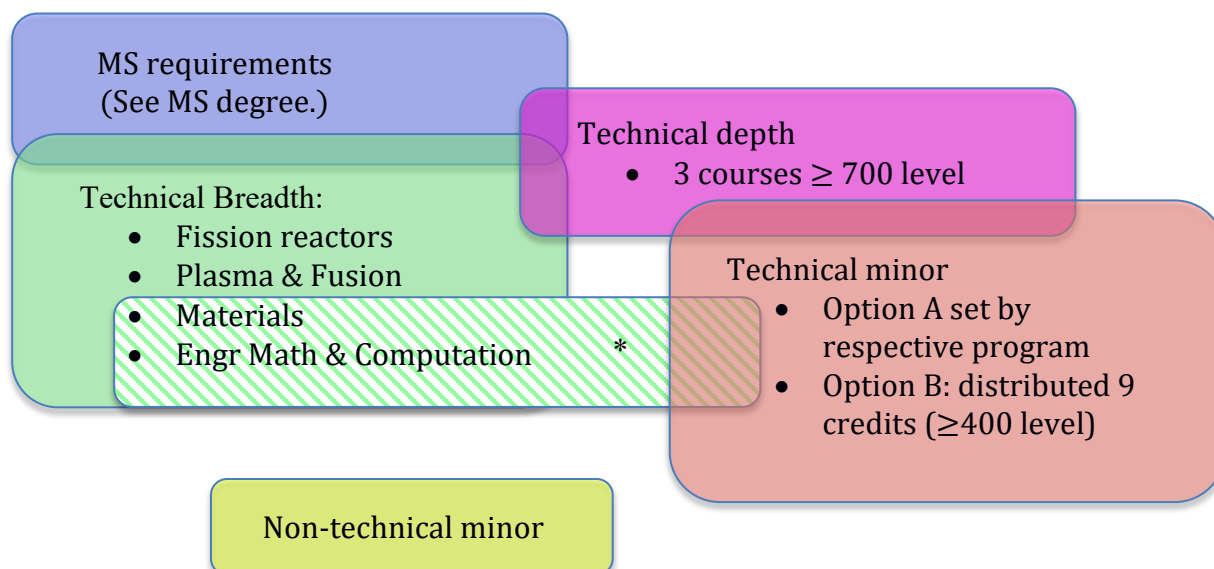 MS requirements
(See MS degree.)
Technical depth
• 3 courses ≥ 700 level
Technical Breadth:
• Fission reactors
• Plasma & Fusion
• Materials
• Engr Math & Computation *
Technical minor
• Option A set by
respective program
• Option B: distributed 9
credits (≥400 level)
Non-technical minor